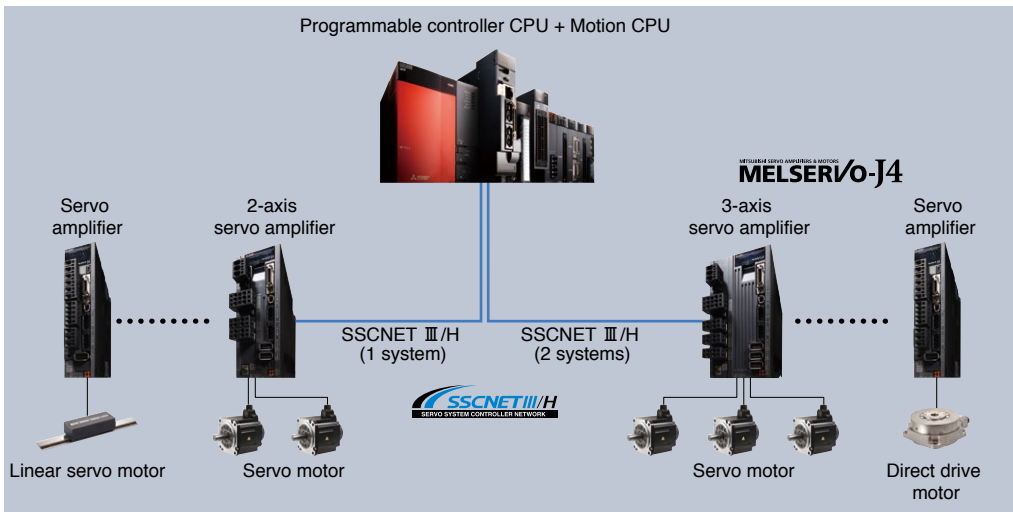 Programmable controller CPU + Motion CPU
MITSUBISHI SERVO AMPLIFIERS & MOTORS
MELSERVO-J4
Servo
amplifier
2-axis
servo amplifier
3-axis
servo amplifier
Servo
amplifier
SSCNET Ⅲ/H
(1 system)
SSCNET Ⅲ/H
(2 systems)
SSCNETⅢ/H
SERVO SYSTEM CONTROLLER NETWORK
Linear servo motor
Servo motor
Servo motor
Direct drive
motor